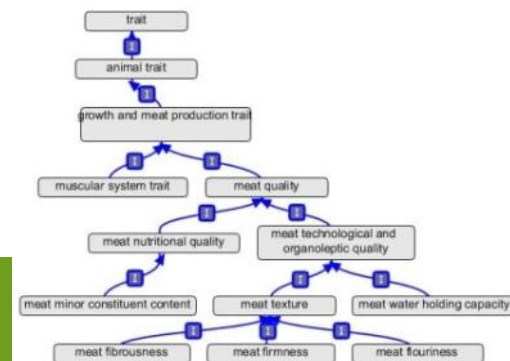 trait
I
animal trait
I
growth and meat production trait
I
I
muscular system trait
meat quality
I
I
meat nutritional quality
meat technological and
organoleptic quality
I
I
I
meat minor constituent content
meat texture
meat water holding capacity
I
I
I
meat fibrousness
meat firmness
meat flouriness